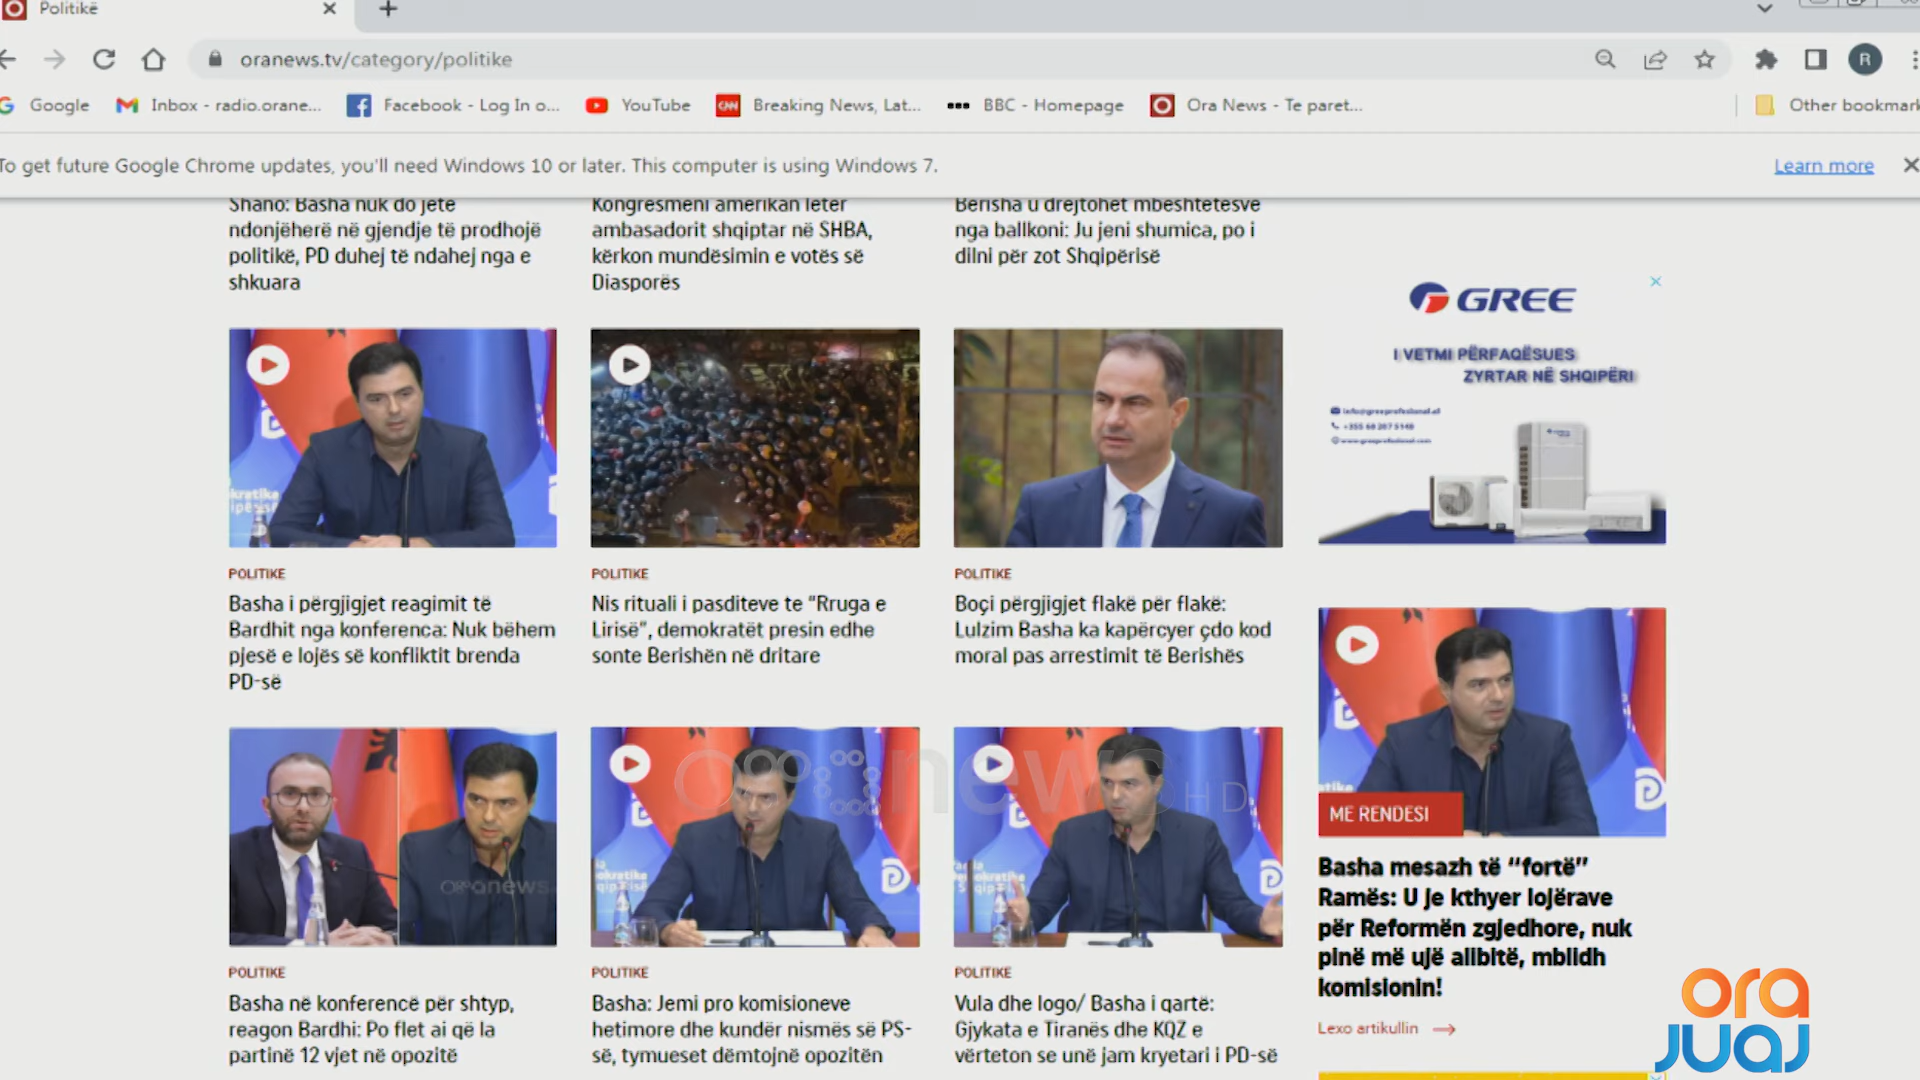 Politikë
oranews.tv/category/politike
R
Google
Inbox - radio.orane...
Facebook - Log In o...
YouTube
CNN
Breaking News, Lat...
BBC - Homepage
Ora News - Te paret...
Other bookmark
To get future Google Chrome updates, you'll need Windows 10 or later. This computer is using Windows 7.
Learn more
Shano: Basha nuk do jetë
ndonjëherë në gjendje të prodhojë
politikë, PD duhej të ndahej nga e
shkuara
Kongresmeni amerikan letër
ambasadorit shqiptar në SHBA,
kërkon mundësimin e votës së
Diasporës
Berisha u drejtohet mbështetësve
nga ballkoni: Ju jeni shumica, po i
dilni për zot Shqipërisë
GREE
I VETMI PËRFAQËSUES
ZYRTAR NË SHQIPËRI
POLITIKE
Basha i përgjigjet reagimit të
Bardhit nga konferenca: Nuk bëhem
pjesë e lojës së konfliktit brenda
PD-së
POLITIKE
Nis rituali i pasditeve te “Rruga e
Lirisë”, demokratët presin edhe
sonte Berishën në dritare
POLITIKE
Boçi përgjigjet flakë për flakë:
Lulzim Basha ka kapërcyer çdo kod
moral pas arrestimit të Berishës
oranews
HD
POLITIKE
Basha në konferencë për shtyp,
reagon Bardhi: Po flet ai që la
partinë 12 vjet në opozitë
POLITIKE
Basha: Jemi pro komisioneve
hetimore dhe kundër nismës së PS-
së, tymueset dëmtojnë opozitën
POLITIKE
Vula dhe logo/ Basha i qartë:
Gjykata e Tiranës dhe KQZ e
vërteton se unë jam kryetari i PD-së
ME RENDESI
Basha mesazh të “fortë”
Ramës: U je kthyer lojërave
për Reformën zgjedhore, nuk
pinë më ujë alibitë, mblidh
komisionin!
Lexo artikullin
ora
JUAJ